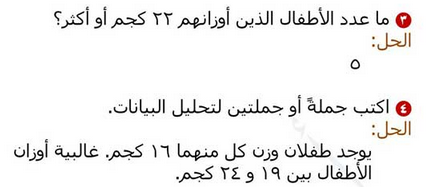 ٣ ما عدد الأطفال الذين أوزانهم ٢٢ كجم أو أكثر؟
الحل:
٥
٤ اكتب جملةً أو جملتين لتحليل البيانات.
الحل:
يوجد طفلان وزن كل منهما ١٦ كجم. غالبية أوزان
الأطفال بين ١٩ و ٢٤ كجم.